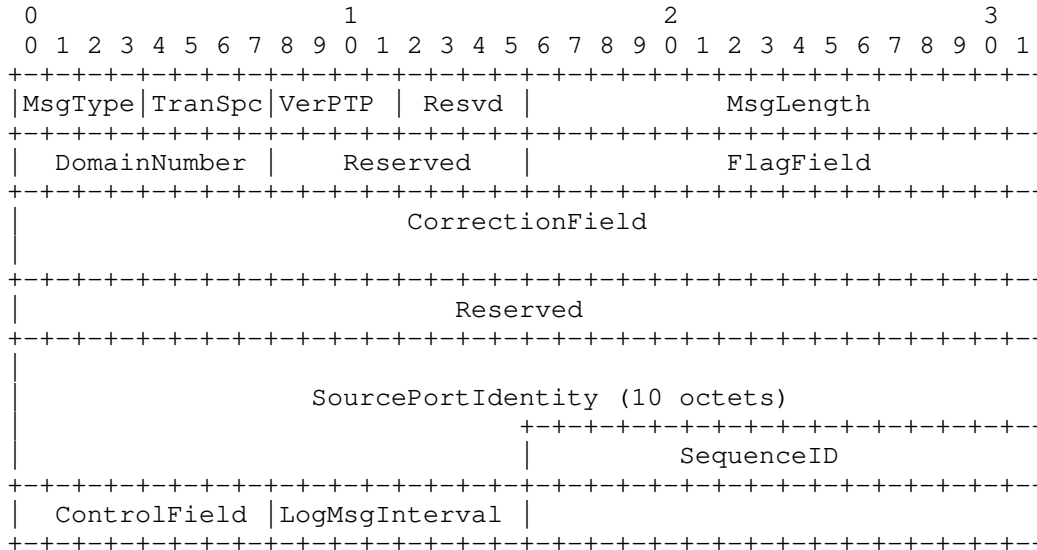 0                   1                   2                   3
 0 1 2 3 4 5 6 7 8 9 0 1 2 3 4 5 6 7 8 9 0 1 2 3 4 5 6 7 8 9 0 1
+-+-+-+-+-+-+-+-+-+-+-+-+-+-+-+-+-+-+-+-+-+-+-+-+-+-+-+-+-+-+-+--
|MsgType|TranSpc|VerPTP | Resvd |            MsgLength
+-+-+-+-+-+-+-+-+-+-+-+-+-+-+-+-+-+-+-+-+-+-+-+-+-+-+-+-+-+-+-+--
|  DomainNumber |    Reserved   |            FlagField
+-+-+-+-+-+-+-+-+-+-+-+-+-+-+-+-+-+-+-+-+-+-+-+-+-+-+-+-+-+-+-+--
|                        CorrectionField
|
+-+-+-+-+-+-+-+-+-+-+-+-+-+-+-+-+-+-+-+-+-+-+-+-+-+-+-+-+-+-+-+--
|                           Reserved
+-+-+-+-+-+-+-+-+-+-+-+-+-+-+-+-+-+-+-+-+-+-+-+-+-+-+-+-+-+-+-+--
|
|                  SourcePortIdentity (10 octets)
|                               +-+-+-+-+-+-+-+-+-+-+-+-+-+-+-+--
|                               |         SequenceID
+-+-+-+-+-+-+-+-+-+-+-+-+-+-+-+-+-+-+-+-+-+-+-+-+-+-+-+-+-+-+-+--
|  ControlField |LogMsgInterval |
+-+-+-+-+-+-+-+-+-+-+-+-+-+-+-+-+-+-+-+-+-+-+-+-+-+-+-+-+-+-+-+--